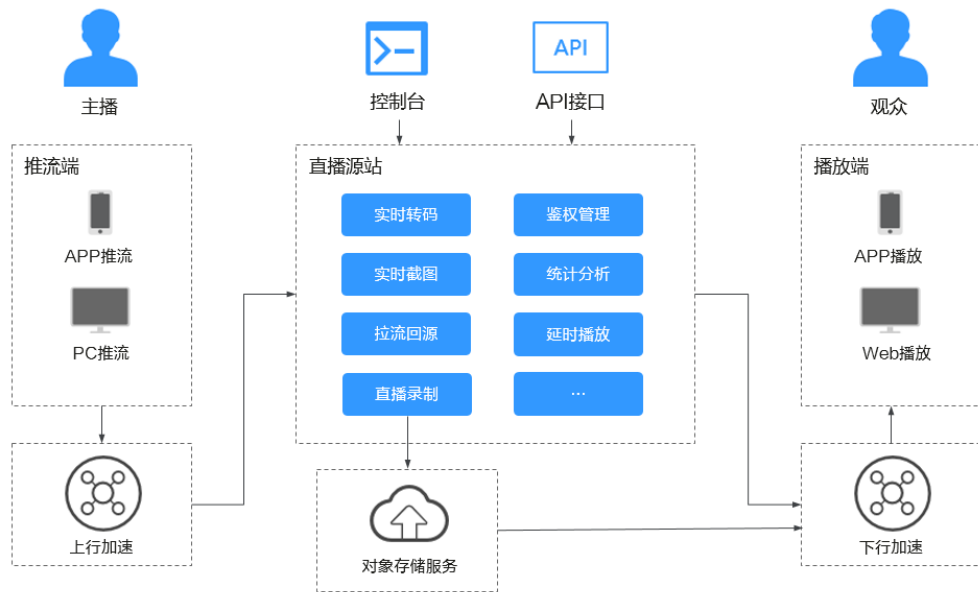 主播
控制台
API
API接口
观众
推流端
APP推流
PC推流
上行加速
直播源站
实时转码
鉴权管理
实时截图
统计分析
拉流回源
延时播放
直播录制
...
对象存储服务
播放端
APP播放
Web播放
下行加速